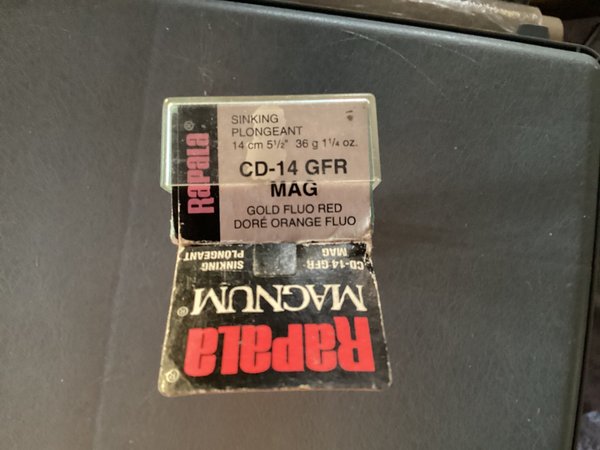 Rapala®
SINKING
PLONGEANT
14 cm 5½" 36 g 1¼ oz.
CD-14 GFR
MAG
GOLD FLUO RED
DORÉ ORANGE FLUO
Rapala®
MAGNUM®
CD-14 GFR
MAG
SINKING
PLONGEANT